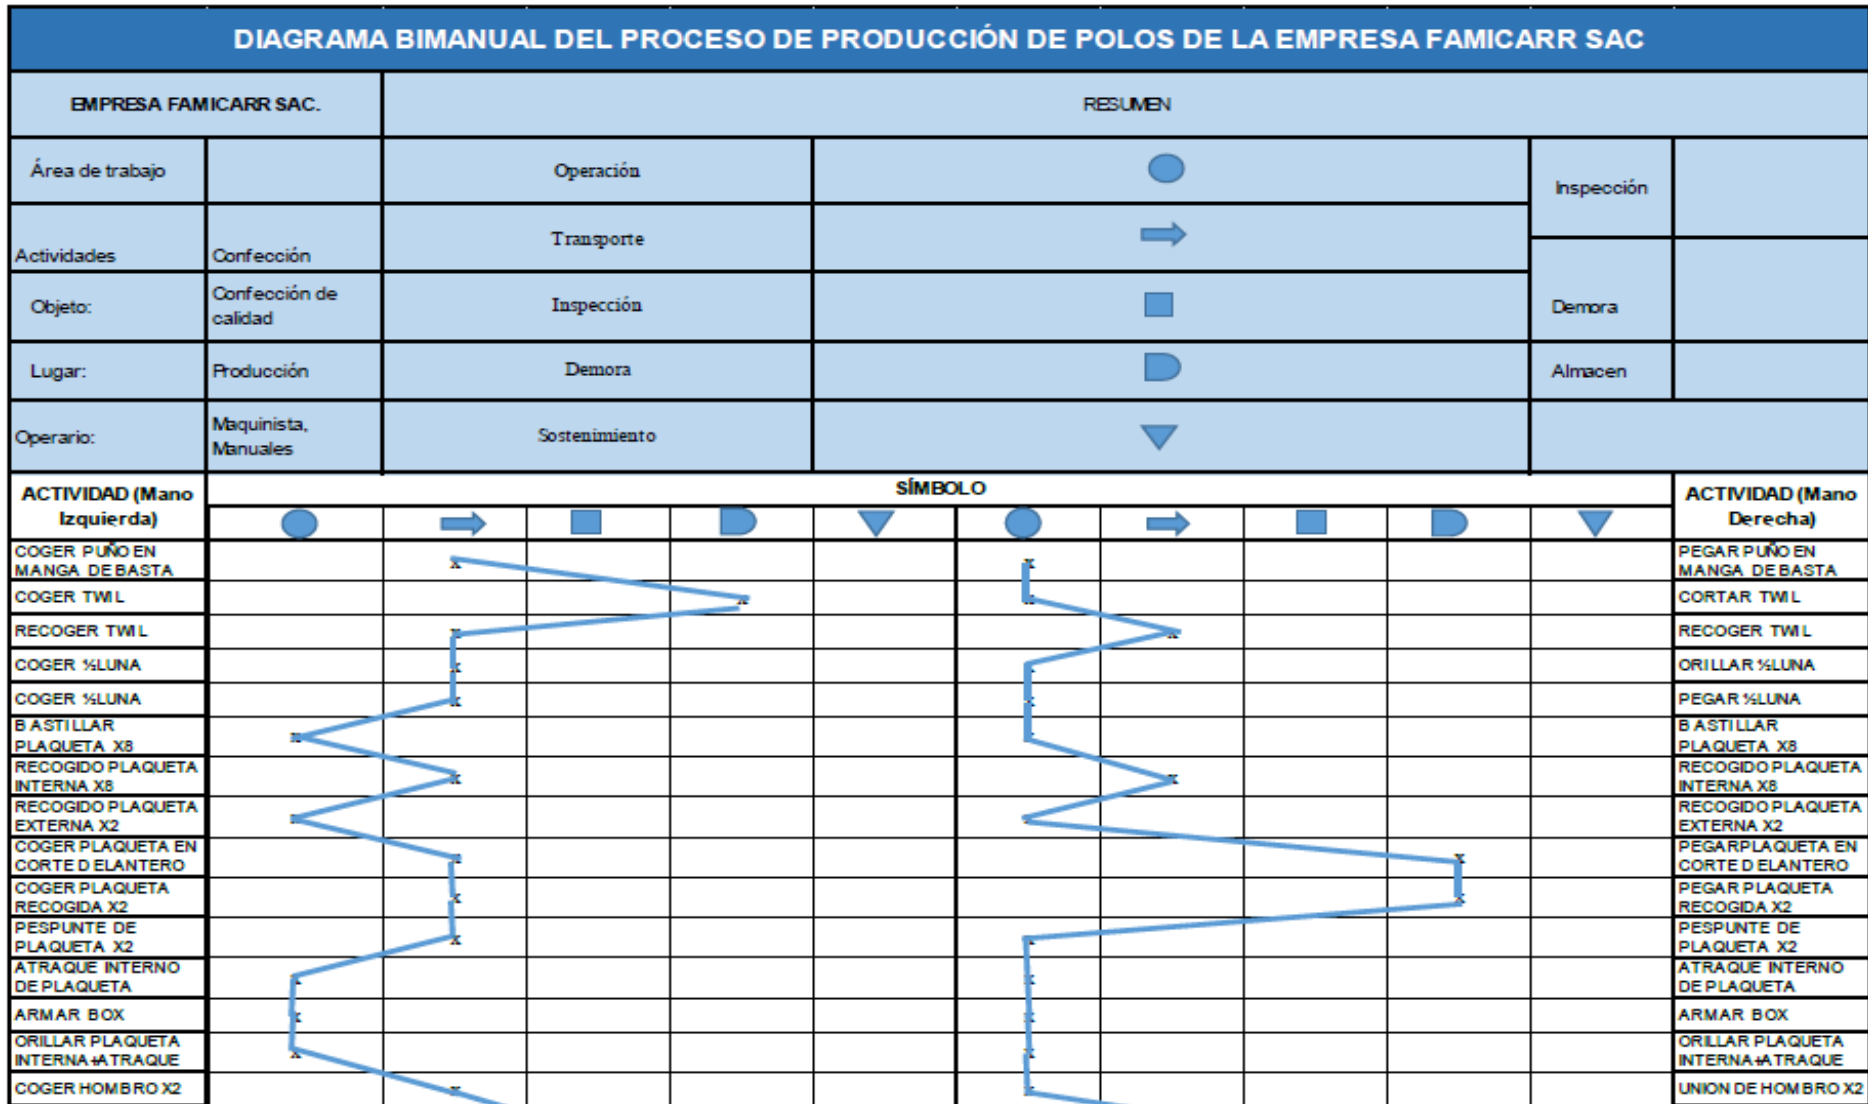 DIAGRAMA BIMANUAL DEL PROCESO DE PRODUCCIÓN DE POLOS DE LA EMPRESA FAMICARR SAC
EMPRESA FAMICARR SAC.
RESUMEN
Área de trabajo
Operación
Inspección
Actividades
Confección
Transporte
Objeto:
Confección de
calidad
Inspección
Demora
Lugar:
Producción
Demora
Almacen
Operario:
Maquinista,
Manuales
Sostenimiento
ACTIVIDAD (Mano
Izquierda)
SÍMBOLO
ACTIVIDAD (Mano
Derecha)
COGER PUÑO EN
MANGA DE BASTA
x
x
PEGAR PUÑO EN
MANGA DE BASTA
COGER TWIL
x
x
CORTAR TWIL
RECOGER TWIL
x
x
RECOGER TWIL
COGER ½LUNA
x
x
ORILLAR ½LUNA
COGER ½LUNA
x
x
PEGAR ½LUNA
BASTILLAR
PLAQUETA X8
x
x
BASTILLAR
PLAQUETA X8
RECOGIDO PLAQUETA
INTERNA X8
x
x
RECOGIDO PLAQUETA
INTERNA X8
RECOGIDO PLAQUETA
EXTERNA X2
x
x
RECOGIDO PLAQUETA
EXTERNA X2
COGER PLAQUETA EN
CORTE DELANTERO
x
x
PEGARPLAQUETA EN
CORTE DELANTERO
COGER PLAQUETA
RECOGIDA X2
x
x
PEGAR PLAQUETA
RECOGIDA X2
PESPUNTE DE
PLAQUETA X2
x
x
PESPUNTE DE
PLAQUETA X2
ATRAQUE INTERNO
DE PLAQUETA
x
x
ATRAQUE INTERNO
DE PLAQUETA
ARMAR BOX
x
x
ARMAR BOX
ORILLAR PLAQUETA
INTERNA+ATRAQUE
x
x
ORILLAR PLAQUETA
INTERNA+ATRAQUE
COGER HOMBRO X2
x
x
UNION DE HOMBRO X2